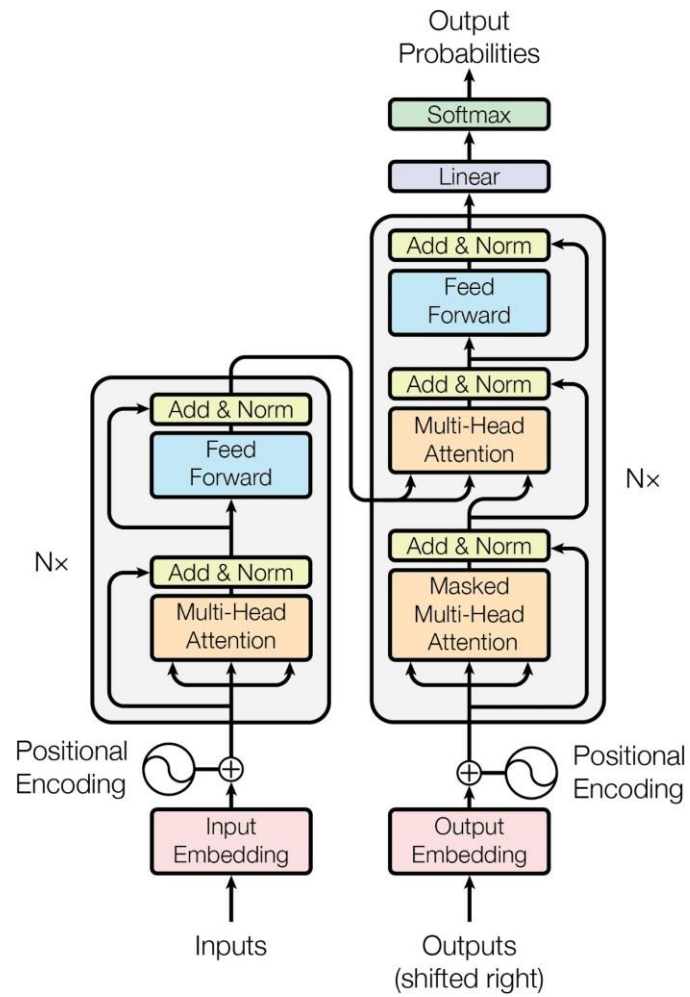 Output
Probabilities
Softmax
Linear
Add & Norm
Feed
Forward
Add & Norm
Multi-Head
Attention
N×
Add & Norm
Masked
Multi-Head
Attention
Add & Norm
Feed
Forward
N×
Add & Norm
Multi-Head
Attention
Positional
Encoding
Positional
Encoding
Input
Embedding
Output
Embedding
Inputs
Outputs
(shifted right)